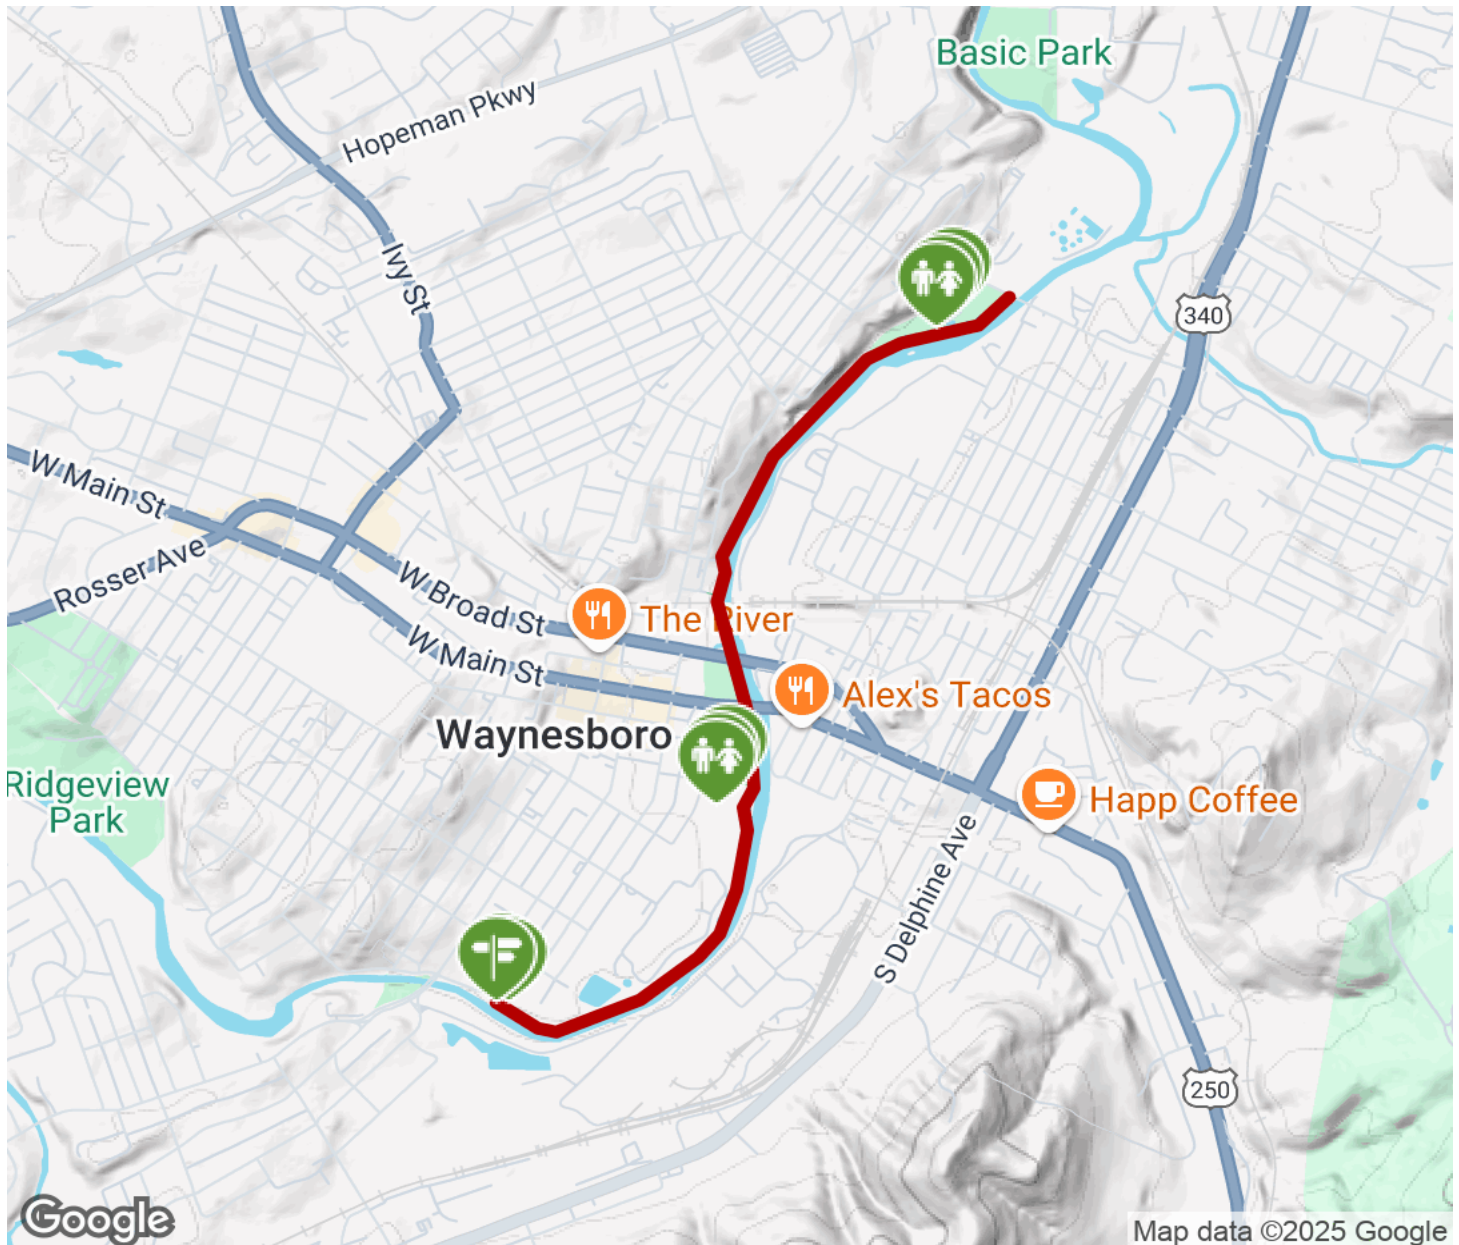 Basic Park
Hopeman Pkwy
Ivy St
340
W Main St
Rosser Ave
W Broad St
The River
W Main St
Alex's Tacos
Waynesboro
Ridgeview
Park
Happ Coffee
S Delphine Ave
250
Google
Map data ©2025 Google